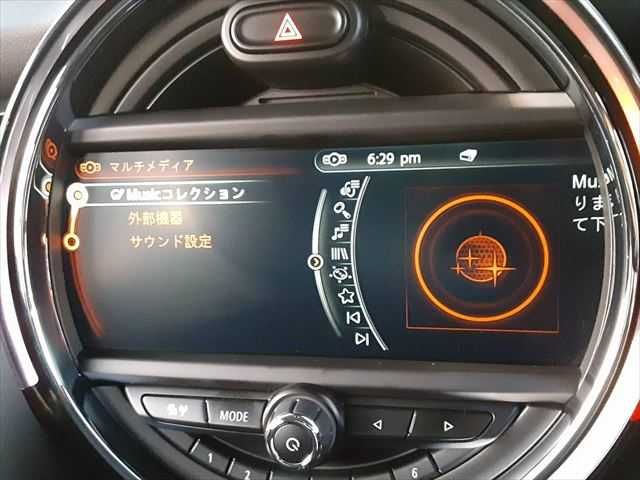 マルチメディア
6:29 pm
Musicコレクション
外部機器
サウンド設定
Mus
りま
て下
MODE
1
2
6